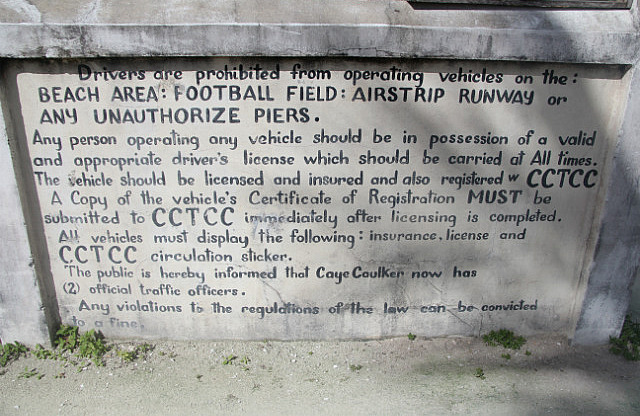 Drivers are prohibited from operating vehicles on the:
BEACH AREA: FOOTBALL FIELD: AIRSTRIP RUNWAY or
ANY UNAUTHORIZE PIERS.
Any person operating any vehicle should be in possession of a valid
and appropriate driver's license which should be carried at All times.
The vehicle should be licensed and insured and also registered w CCTCC
A Copy of the vehicle's Certificate of Registration MUST be
submitted to CCTCC immediately after licensing is completed.
All vehicles must display the following: insurance, license and
CCTCC circulation sticker.
The public is hereby informed that Caye Caulker now has
(2) official traffic officers.
Any violations to the regulations of the law can be convicted
to a fine.